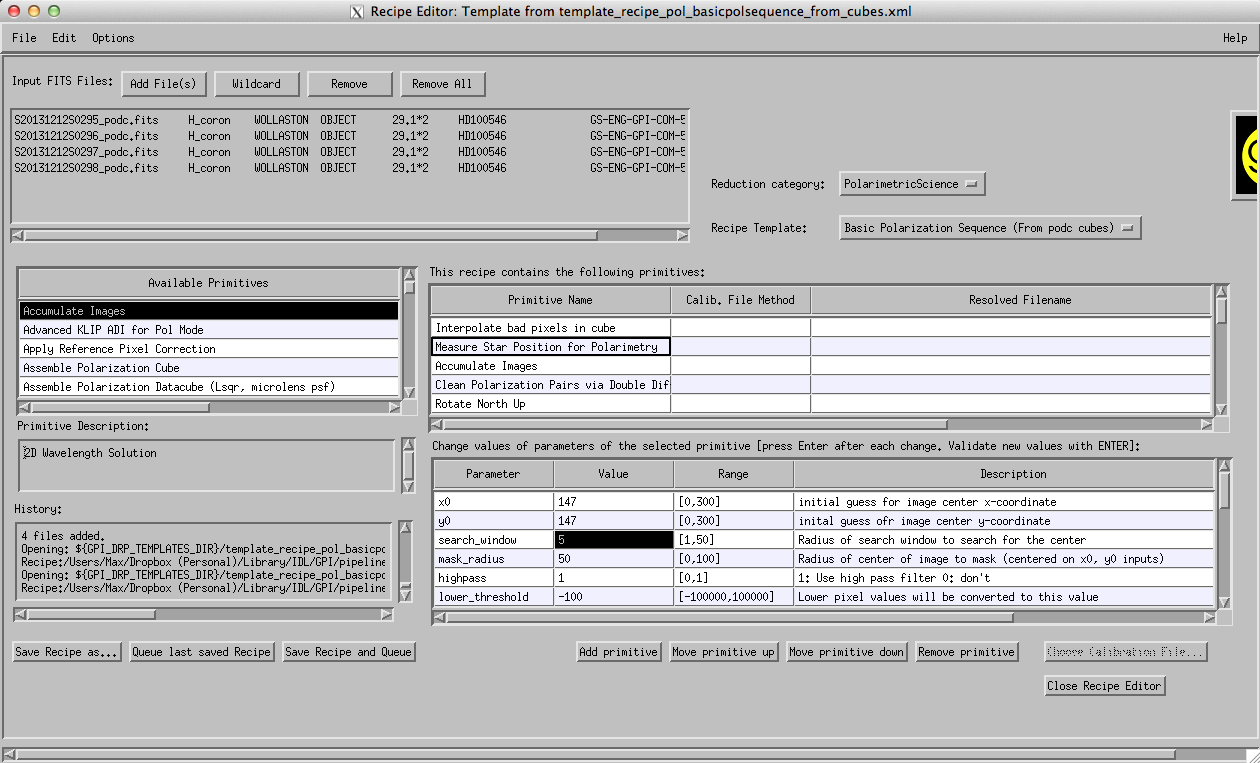 Recipe Editor: Template from template_recipe_pol_basicpolsequence_from_cubes.xml
File Edit Options Help
Input FITS Files: Add File(s) Wildcard Remove Remove All
S20131212S0295_podc.fits H_coron WOLLASTON OBJECT 29.1*2 HD100546 GS-ENG-GPI-COM-5
S20131212S0296_podc.fits H_coron WOLLASTON OBJECT 29.1*2 HD100546 GS-ENG-GPI-COM-5
S20131212S0297_podc.fits H_coron WOLLASTON OBJECT 29.1*2 HD100546 GS-ENG-GPI-COM-5
S20131212S0298_podc.fits H_coron WOLLASTON OBJECT 29.1*2 HD100546 GS-ENG-GPI-COM-5
Reduction category: PolarimetricScience
Recipe Template: Basic Polarization Sequence (From podc cubes)
Available Primitives
Accumulate Images
Advanced KLIP ADI for Pol Mode
Apply Reference Pixel Correction
Assemble Polarization Cube
Assemble Polarization Datacube (Lsqr, microlens psf)
Primitive Description:
2D Wavelength Solution
History:
4 files added.
Opening: ${GPI_DRP_TEMPLATES_DIR}/template_recipe_pol_basicpo
Recipe:/Users/Max/Dropbox (Personal)/Library/IDL/GPI/pipeline
Opening: ${GPI_DRP_TEMPLATES_DIR}/template_recipe_pol_basicpo
Recipe:/Users/Max/Dropbox (Personal)/Library/IDL/GPI/pipeline
This recipe contains the following primitives:
Primitive Name Calib. File Method Resolved Filename
Interpolate bad pixels in cube
Measure Star Position for Polarimetry
Accumulate Images
Clean Polarization Pairs via Double Dif
Rotate North Up
Change values of parameters of the selected primitive [press Enter after each change. Validate new values with ENTER]:
Parameter Value Range Description
x0 147 [0,300] initial guess for image center x-coordinate
y0 147 [0,300] inital guess ofr image center y-coordinate
search_window 5 [1,50] Radius of search window to search for the center
mask_radius 50 [0,100] Radius of center of image to mask (centered on x0, y0 inputs)
highpass 1 [0,1] 1: Use high pass filter 0: don't
lower_threshold -100 [-100000,100000] Lower pixel values will be converted to this value
Save Recipe as... Queue last saved Recipe Save Recipe and Queue Add primitive Move primitive up Move primitive down Remove primitive Choose Calibration File...
Close Recipe Editor